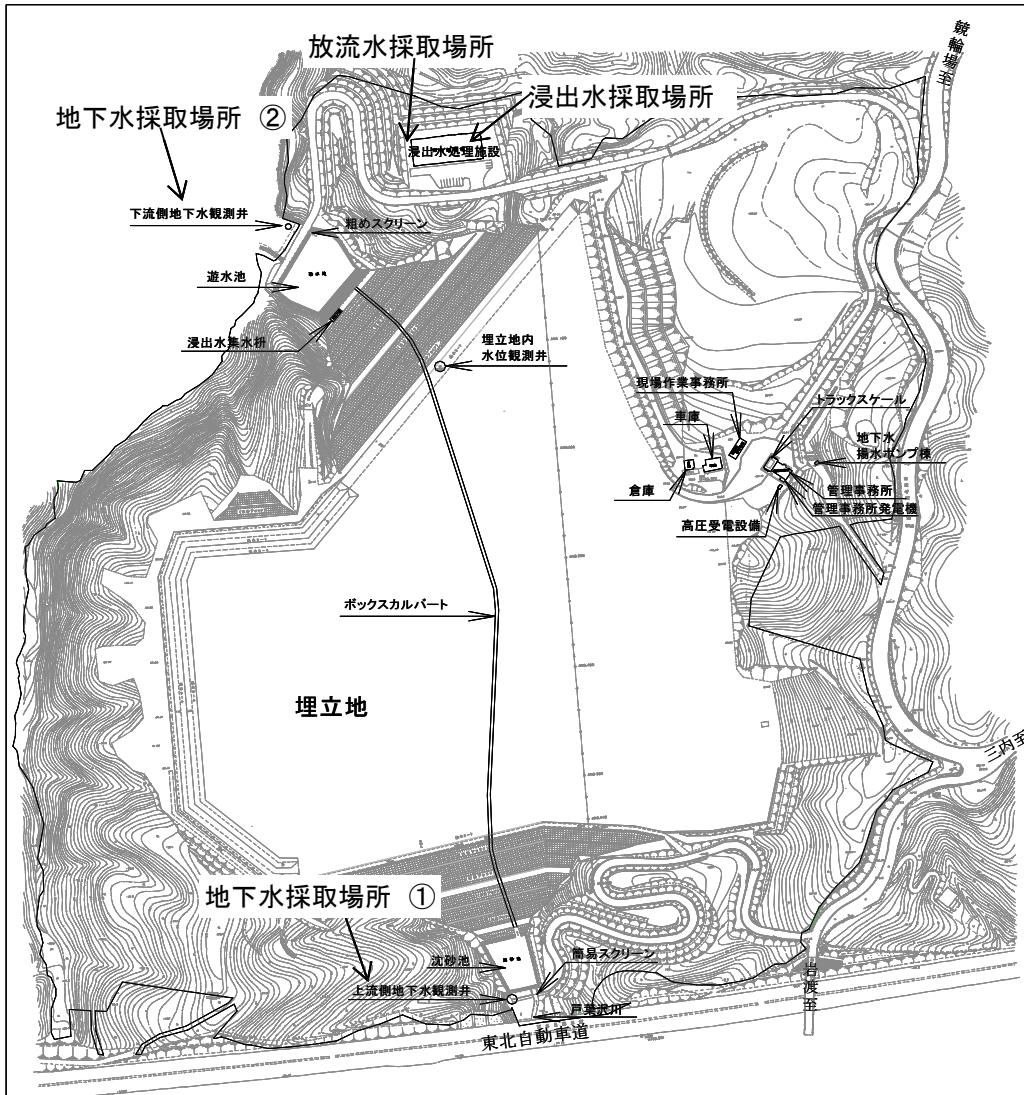 競輪場至
放流水採取場所
浸出水採取場所
地下水採取場所 ②
浸出水処理施設
下流側地下水観測井
粗めスクリーン
遊水池
浸出水集水枡
埋立地内
水位観測井
現場作業事務所
トラックスケール
車庫
地下水
揚水ポンプ棟
倉庫
管理事務所
管理事務所発電機
高圧受電設備
ボックスカルバート
埋立地
三内至
地下水採取場所 ①
沈砂池
簡易スクリーン
上流側地下水観測井
戸葉沢川
岩渡至
東北自動車道